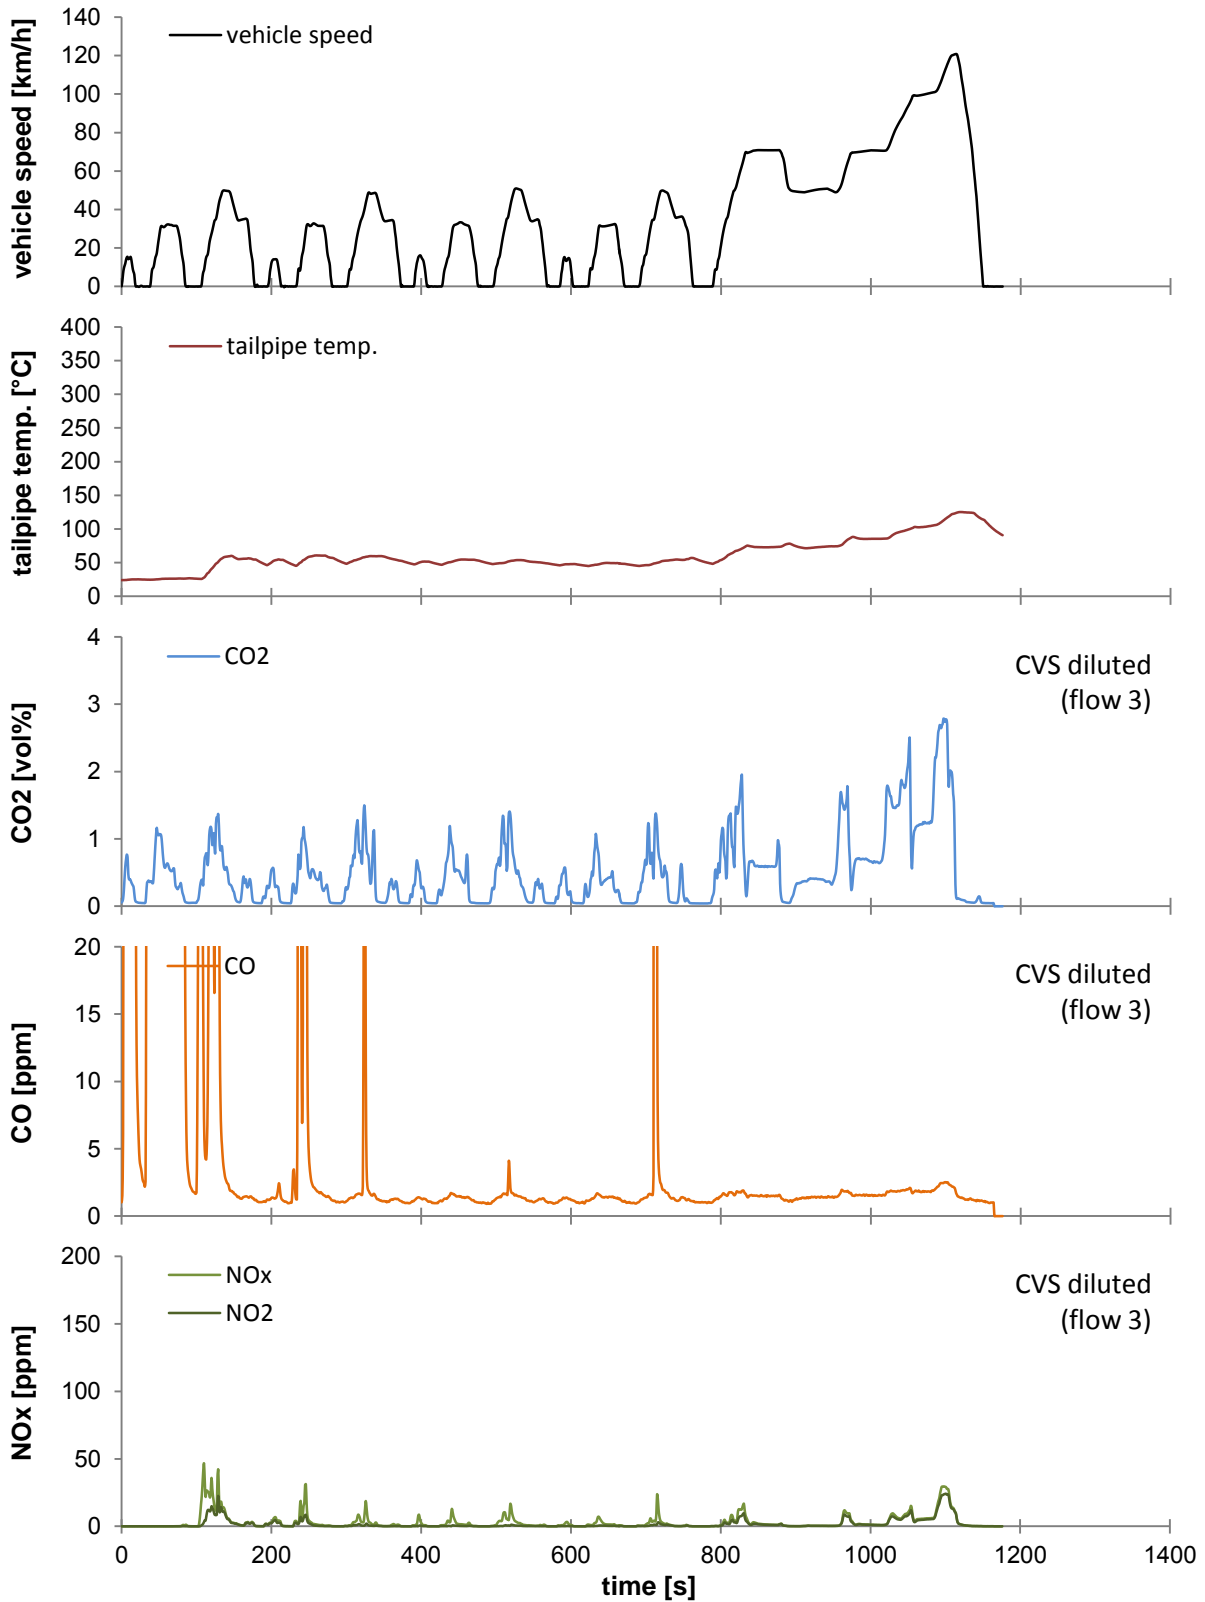 vehicle speed [km/h]
140
120
100
80
60
40
20
0
vehicle speed
tailpipe temp. [°C]
400
350
300
250
200
150
100
50
0
tailpipe temp.
CO2 [vol%]
4
3
2
1
0
CO2
CVS diluted
(flow 3)
CO [ppm]
20
15
10
5
0
CO
CVS diluted
(flow 3)
NOx [ppm]
200
150
100
50
0
NOx
NO2
CVS diluted
(flow 3)
0 200 400 600 800 1000 1200 1400
time [s]